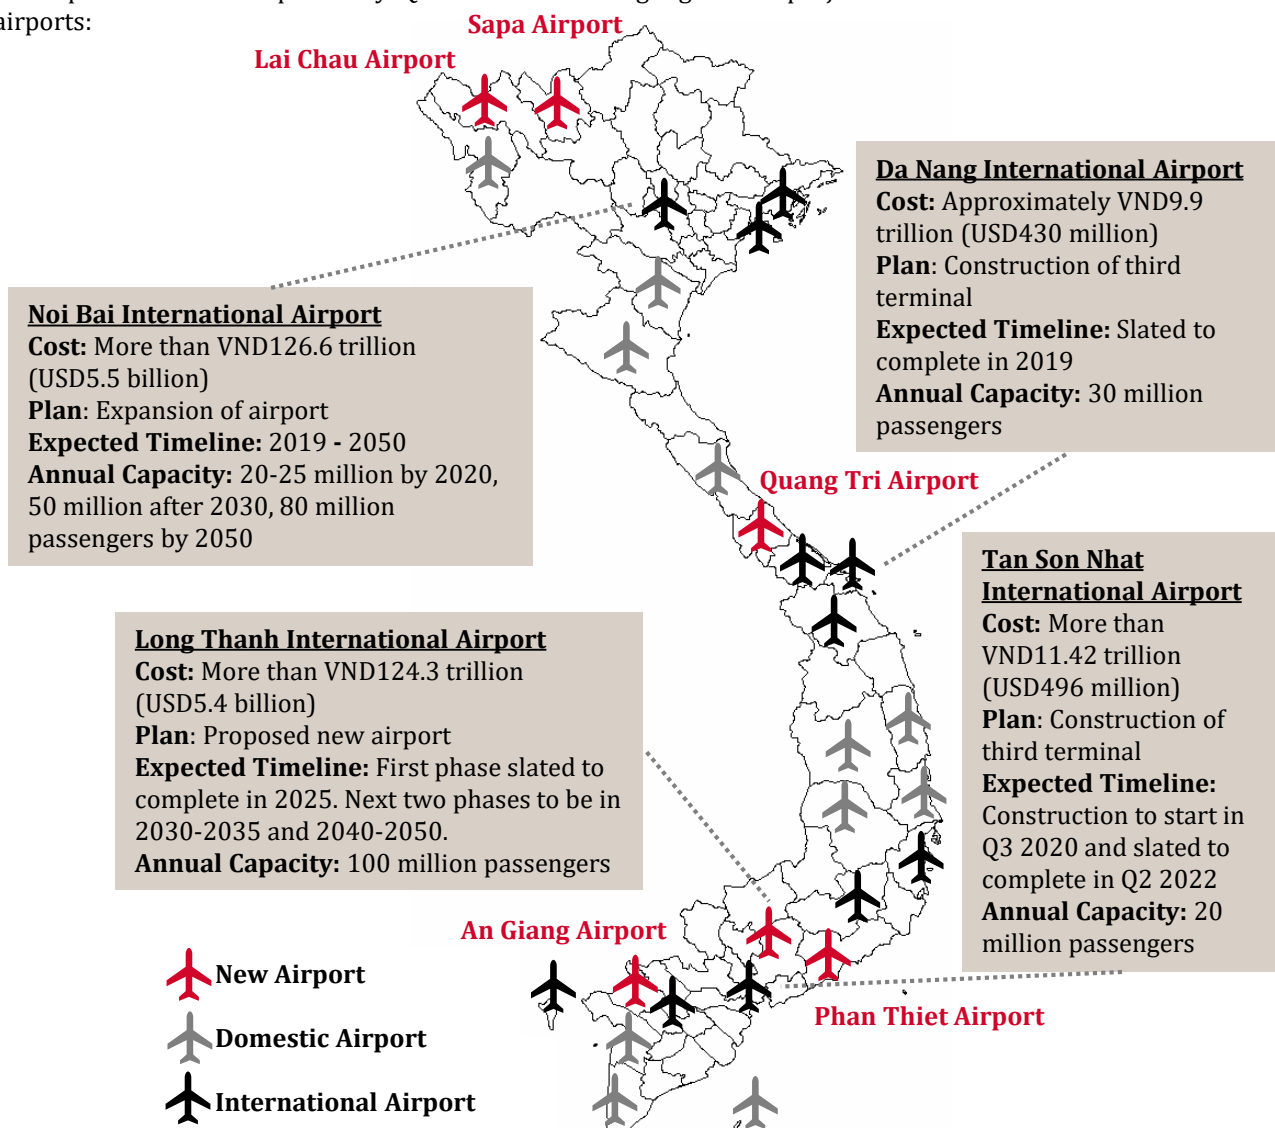 airports:
Sapa Airport
Lai Chau Airport
Da Nang International Airport
Cost: Approximately VND9.9
trillion (USD430 million)
Plan: Construction of third
terminal
Expected Timeline: Slated to
complete in 2019
Annual Capacity: 30 million
passengers
Noi Bai International Airport
Cost: More than VND126.6 trillion
(USD5.5 billion)
Plan: Expansion of airport
Expected Timeline: 2019 - 2050
Annual Capacity: 20-25 million by 2020,
50 million after 2030, 80 million
passengers by 2050
Quang Tri Airport
Tan Son Nhat
International Airport
Cost: More than
VND11.42 trillion
(USD496 million)
Plan: Construction of
third terminal
Expected Timeline:
Construction to start in
Q3 2020 and slated to
complete in Q2 2022
Annual Capacity: 20
million passengers
Long Thanh International Airport
Cost: More than VND124.3 trillion
(USD5.4 billion)
Plan: Proposed new airport
Expected Timeline: First phase slated to
complete in 2025. Next two phases to be in
2030-2035 and 2040-2050.
Annual Capacity: 100 million passengers
An Giang Airport
Phan Thiet Airport
New Airport
Domestic Airport
International Airport